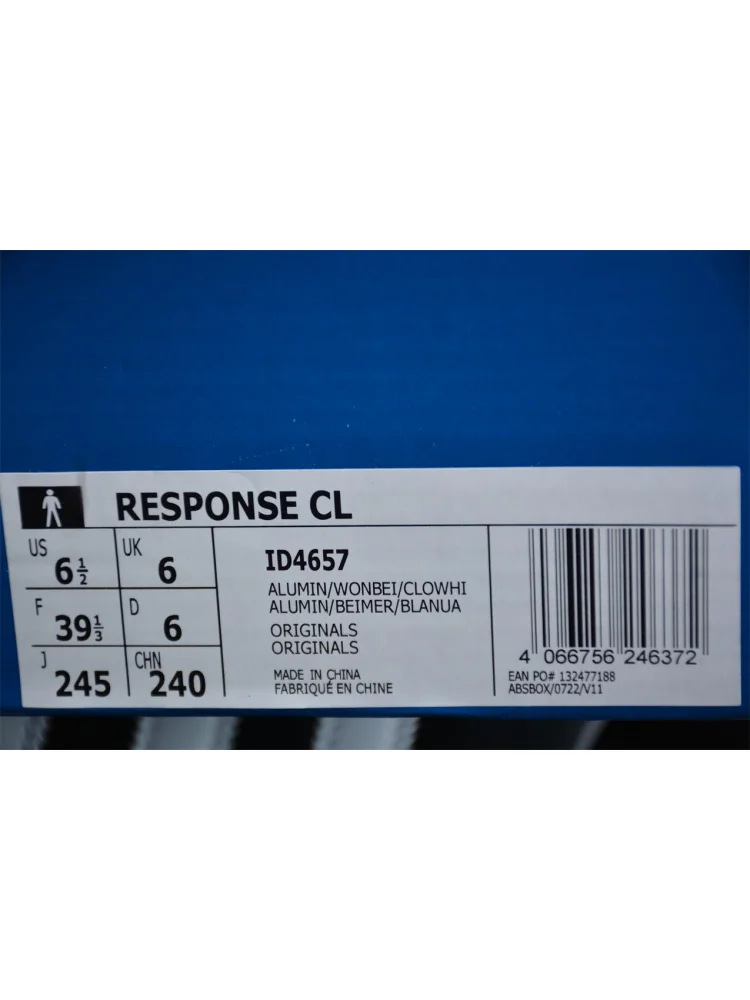 RESPONSE CL
US 6½ UK 6
F 39⅓ D 6
J 245 CHN 240
ID4657
ALUMIN/WONBEI/CLOWHI
ALUMIN/BEIMER/BLANUA
ORIGINALS
ORIGINALS
MADE IN CHINA
FABRIQUÉ EN CHINE
4 066756 246372
EAN PO# 132477188
ABSBOX/0722/V11